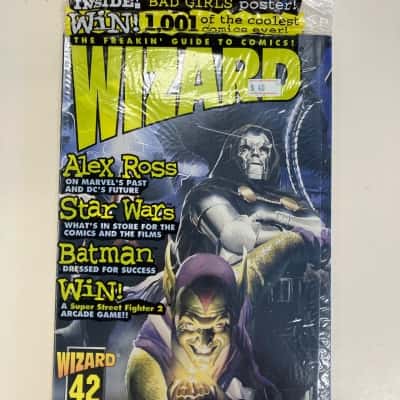 INSIDE! BAD GIRLS poster!
WiN! 1,001 of the coolest
comics ever!
THE FREAKIN' GUIDE TO COMICS!
WIZARD
Alex Ross
ON MARVEL'S PAST
AND DC'S FUTURE
Star Wars
WHAT'S IN STORE FOR THE
COMICS AND THE FILMS
Batman
DRESSED FOR SUCCESS
WiN!
A Super Street Fighter 2
ARCADE GAME!!
WIZARD
42